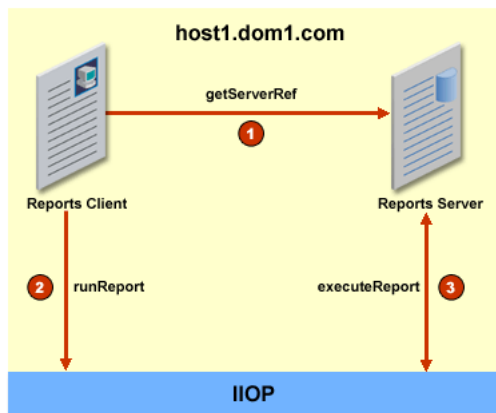 host1.dom1.com
getServerRef
1
Reports Client
Reports Server
2
runReport
executeReport
3
IIOP